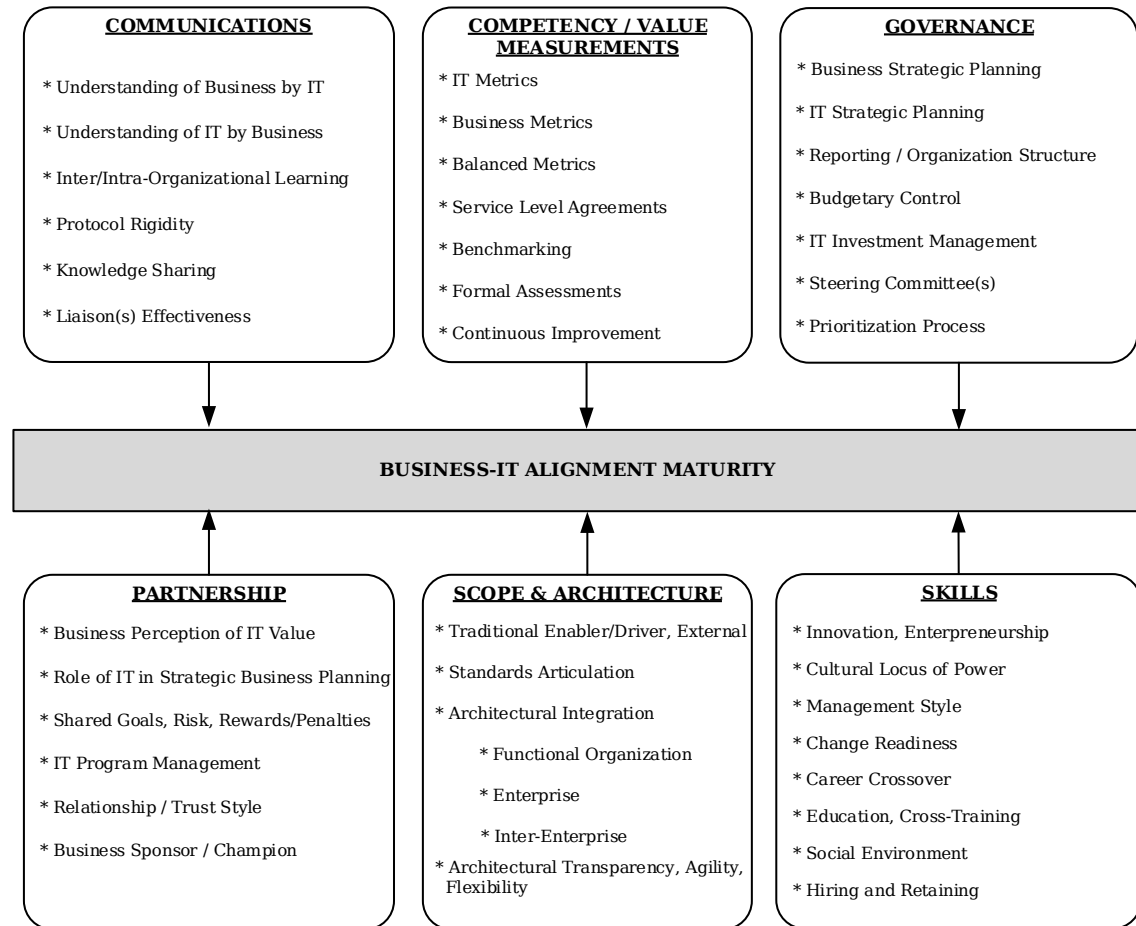 COMMUNICATIONS
* Understanding of Business by IT
* Understanding of IT by Business
* Inter/Intra-Organizational Learning
* Protocol Rigidity
* Knowledge Sharing
* Liaison(s) Effectiveness
COMPETENCY / VALUE
MEASUREMENTS
* IT Metrics
* Business Metrics
* Balanced Metrics
* Service Level Agreements
* Benchmarking
* Formal Assessments
* Continuous Improvement
GOVERNANCE
* Business Strategic Planning
* IT Strategic Planning
* Reporting / Organization Structure
* Budgetary Control
* IT Investment Management
* Steering Committee(s)
* Prioritization Process
BUSINESS-IT ALIGNMENT MATURITY
PARTNERSHIP
* Business Perception of IT Value
* Role of IT in Strategic Business Planning
* Shared Goals, Risk, Rewards/Penalties
* IT Program Management
* Relationship / Trust Style
* Business Sponsor / Champion
SCOPE & ARCHITECTURE
* Traditional Enabler/Driver, External
* Standards Articulation
* Architectural Integration
* Functional Organization
* Enterprise
* Inter-Enterprise
* Architectural Transparency, Agility,
Flexibility
SKILLS
* Innovation, Enterpreneurship
* Cultural Locus of Power
* Management Style
* Change Readiness
* Career Crossover
* Education, Cross-Training
* Social Environment
* Hiring and Retaining